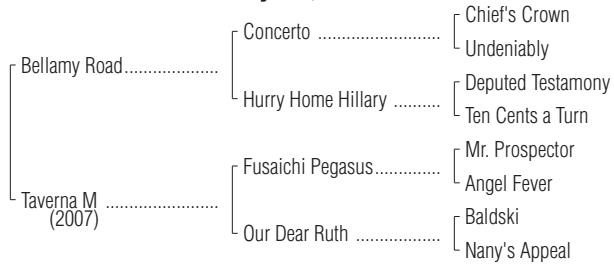 Chief's Crown
Concerto ....................
Undeniably
Bellamy Road...................
Deputed Testamony
Hurry Home Hillary ..........
Ten Cents a Turn
Mr. Prospector
Fusaichi Pegasus.............
Angel Fever
Taverna M ......................
(2007)
Baldski
Our Dear Ruth .................
Nany's Appeal